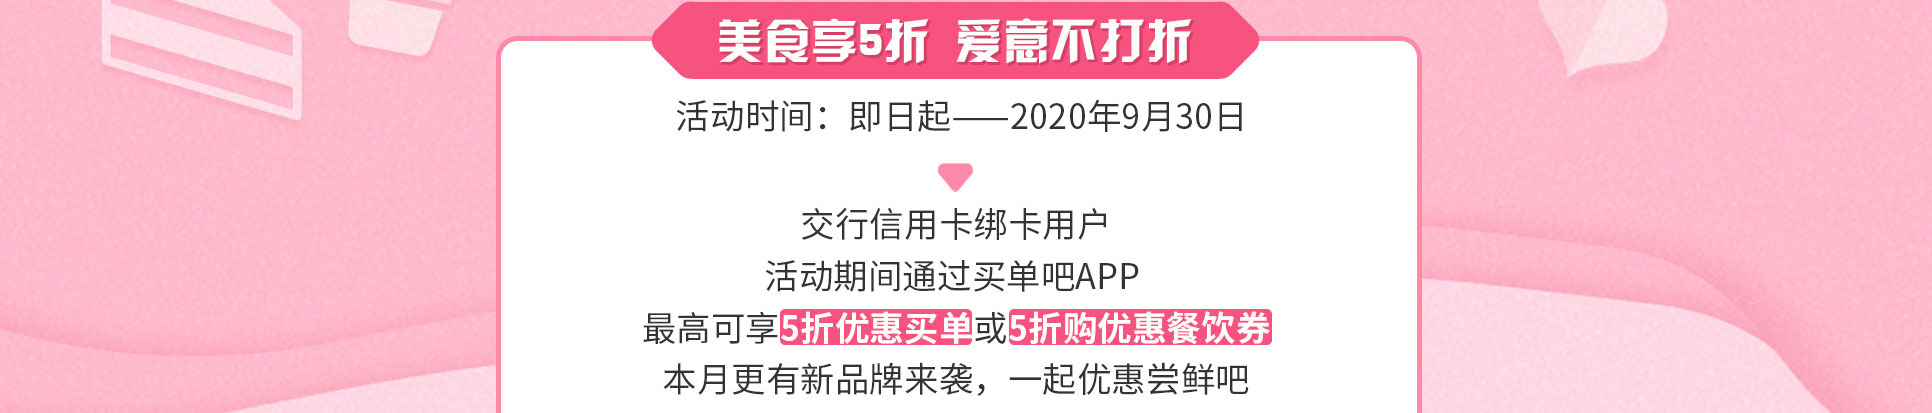 美食享5折 爱意不打折
活动时间：即日起——2020年9月30日
交行信用卡绑卡用户
活动期间通过买单吧APP
最高可享5折优惠买单或5折购优惠餐饮券
本月更有新品牌来袭，一起优惠尝鲜吧